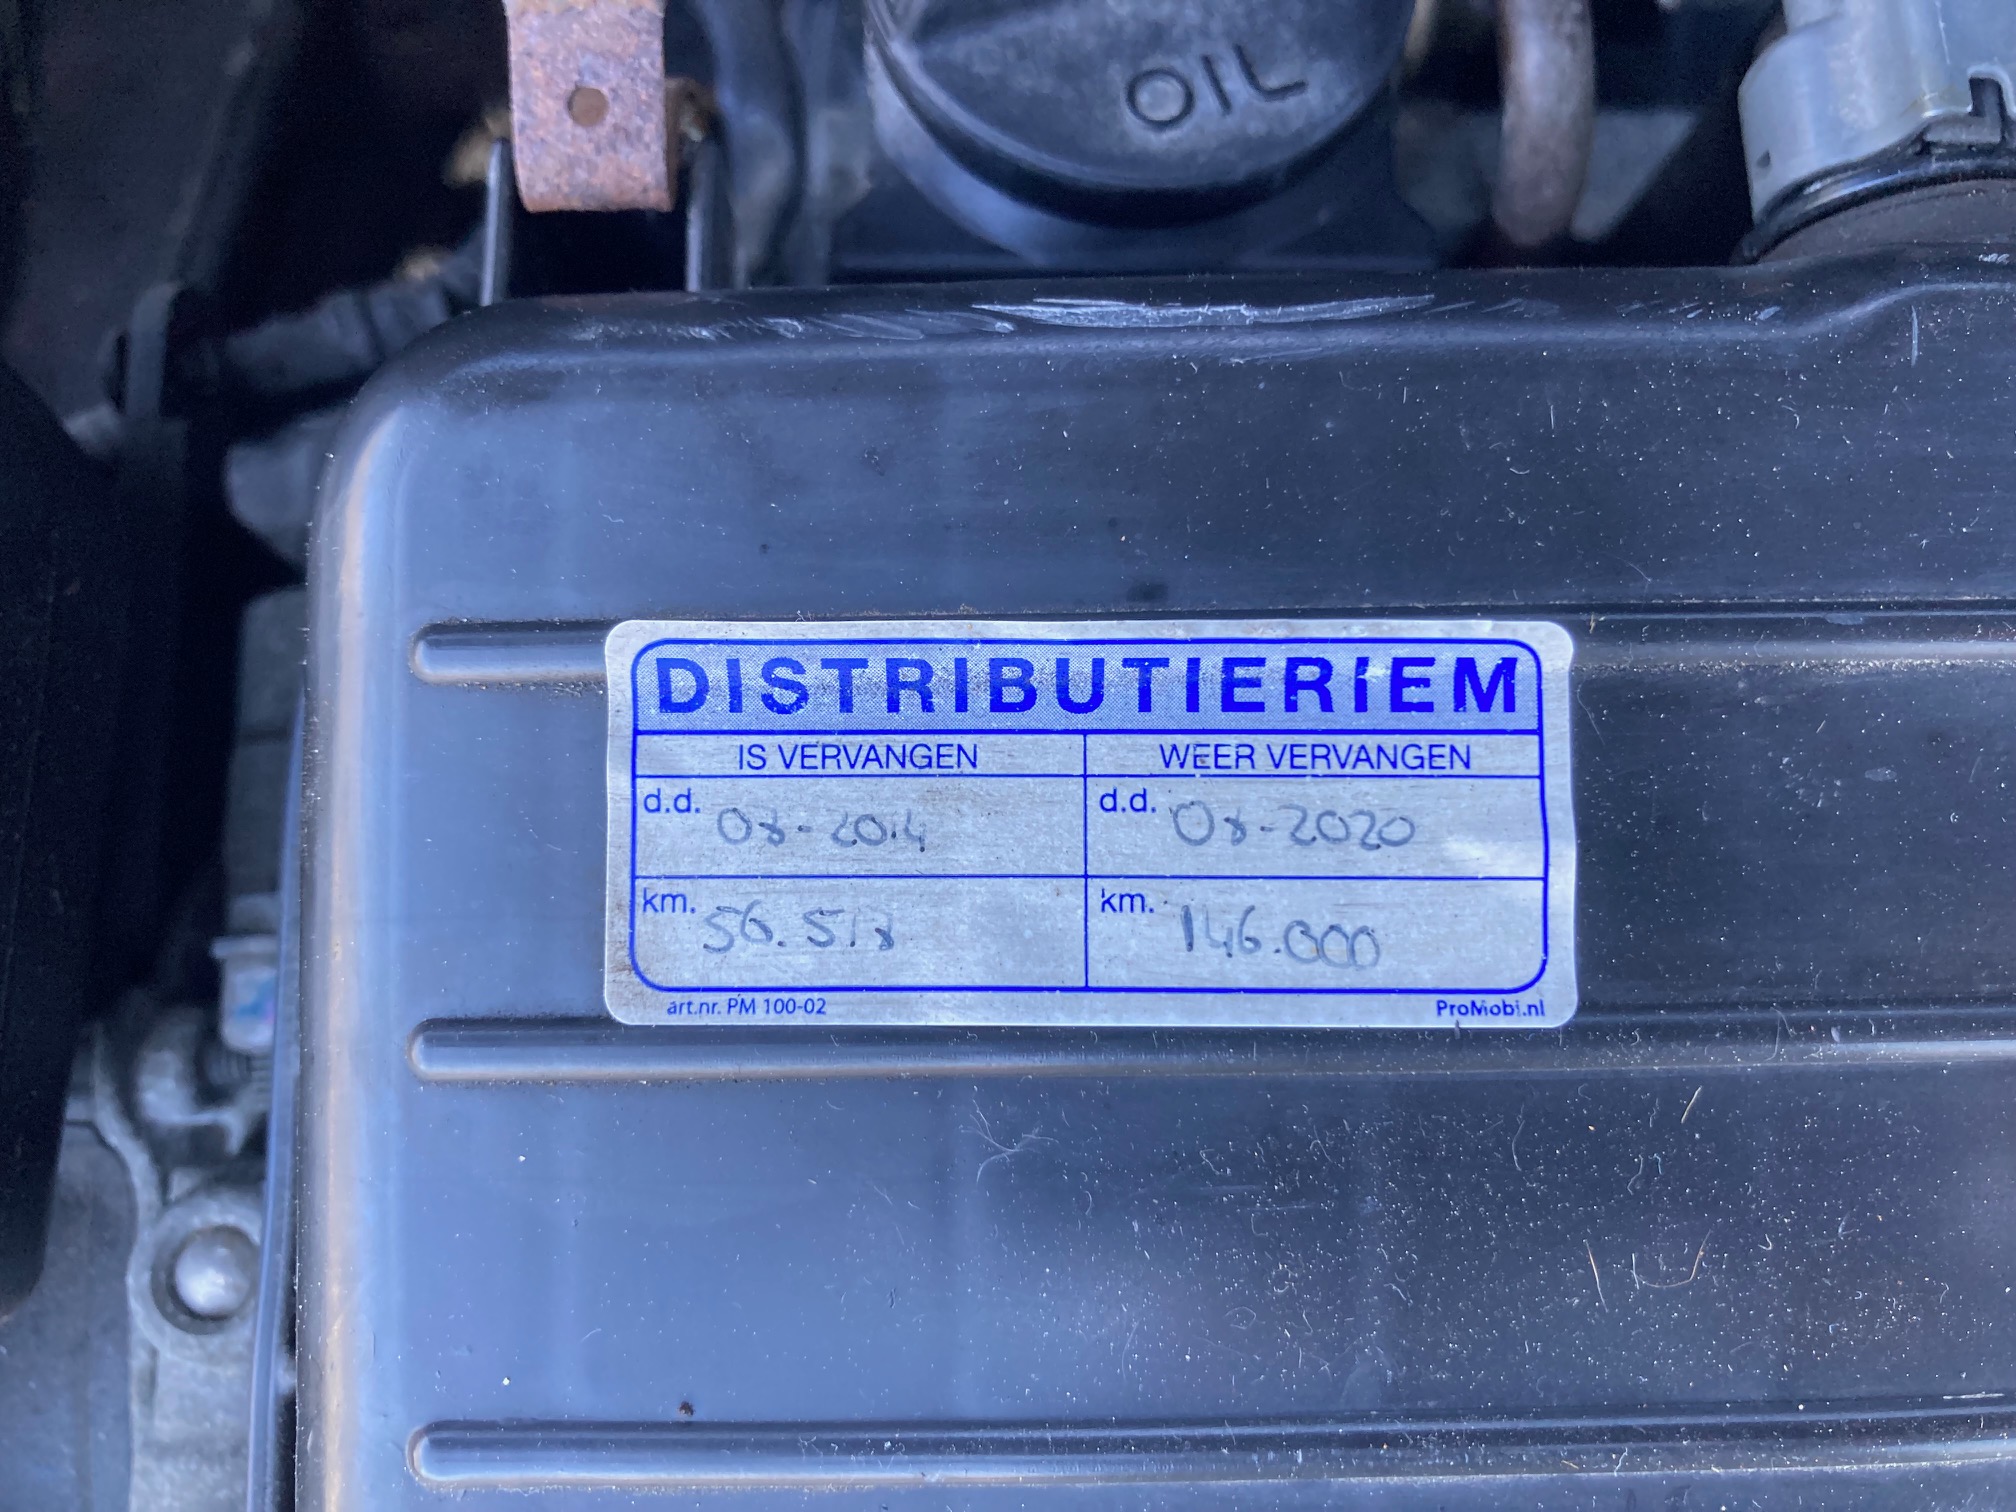 OIL
DISTRIBUTIERIEM
IS VERVANGEN
WEER VERVANGEN
d.d. 08-2014
d.d. 08-2020
km. 56.518
km. 146.000
art.nr. PM 100-02
ProMobi.nl